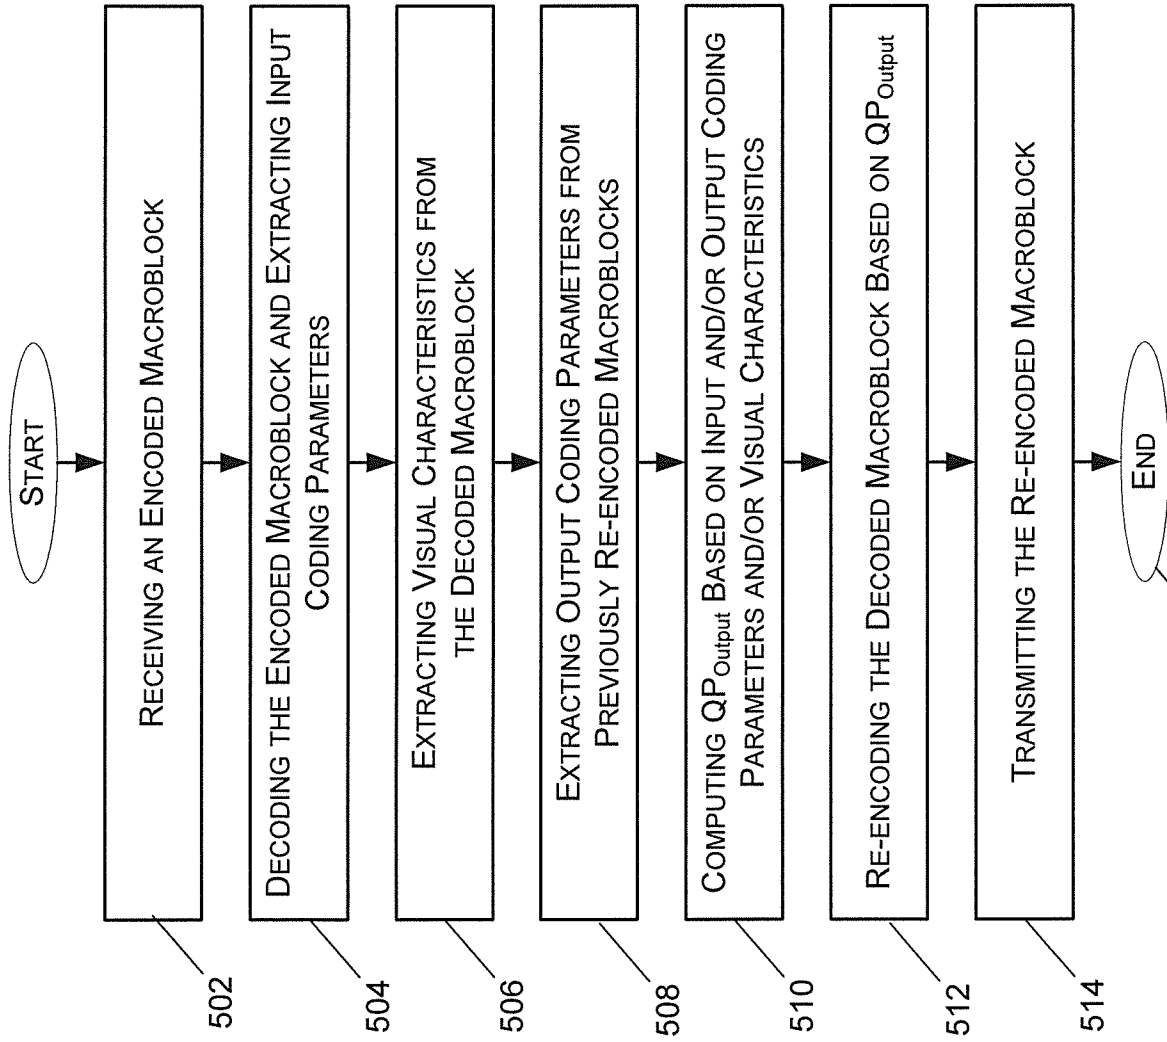 START
RECEIVING AN ENCODED MACROBLOCK
502
DECODING THE ENCODED MACROBLOCK AND EXTRACTING INPUT
CODING PARAMETERS
504
EXTRACTING VISUAL CHARACTERISTICS FROM
THE DECODED MACROBLOCK
506
EXTRACTING OUTPUT CODING PARAMETERS FROM
PREVIOUSLY RE-ENCODED MACROBLOCKS
508
COMPUTING QPOutput BASED ON INPUT AND/OR OUTPUT CODING
PARAMETERS AND/OR VISUAL CHARACTERISTICS
510
RE-ENCODING THE DECODED MACROBLOCK BASED ON QPOutput
512
TRANSMITTING THE RE-ENCODED MACROBLOCK
514
END